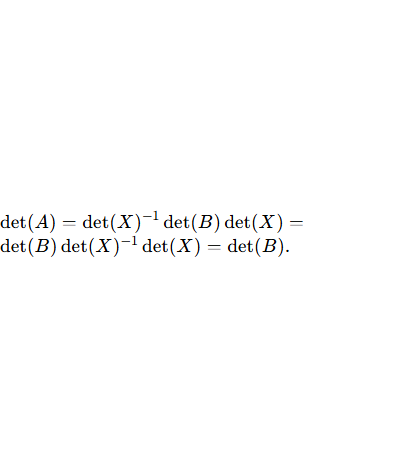 det(A) = det(X)⁻¹ det(B) det(X) =
det(B) det(X)⁻¹ det(X) = det(B).